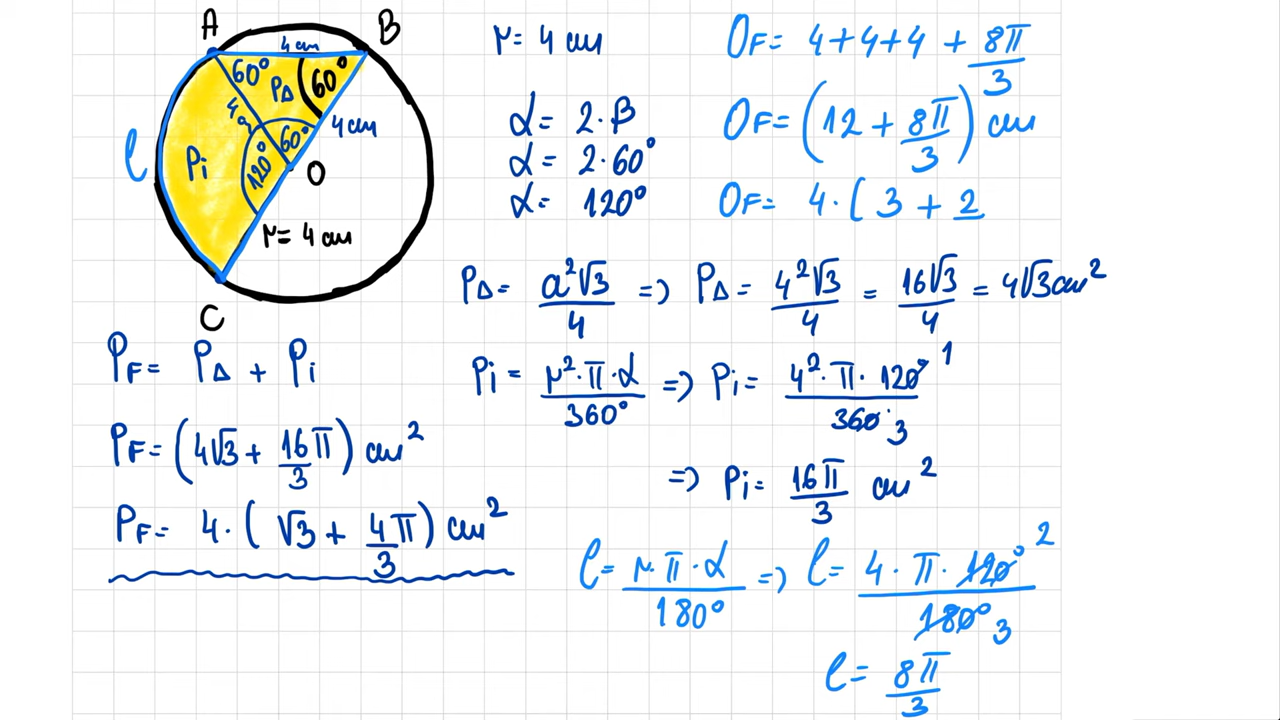 A
B
4 cm
60°
P∆
60°
4 cm
60°
4 cm
l
Pi
120°
O
r = 4 cm
C
PF = P∆ + Pi
PF = (4√3 + 16π/3) cm²
PF = 4 · (√3 + 4π/3) cm²
r = 4 cm
α = 2 · β
α = 2 · 60°
α = 120°
OF = 4 + 4 + 4 + 8π/3
OF = (12 + 8π/3) cm
OF = 4 · ( 3 + 2
P∆ = a²√3/4 => P∆ = 4²√3/4 = 16√3/4 = 4√3 cm²
Pi = r² · π · α/360° => Pi = 4² · π · 120° 1/360° 3
=> Pi = 16π/3 cm²
l = r · π · α/180° => l = 4 · π · 120° 2/180° 3
l = 8π/3